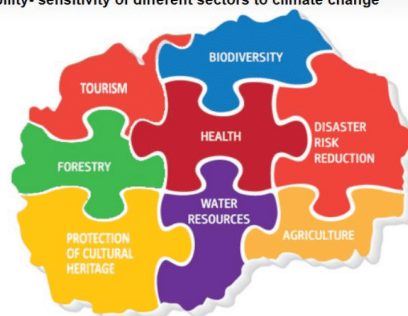 sensitivity of different sectors to climate change
BIODIVERSITY
TOURISM
HEALTH
DISASTER
RISK
REDUCTION
FORESTRY
WATER
RESOURCES
PROTECTION
OF CULTURAL
HERITAGE
AGRICULTURE